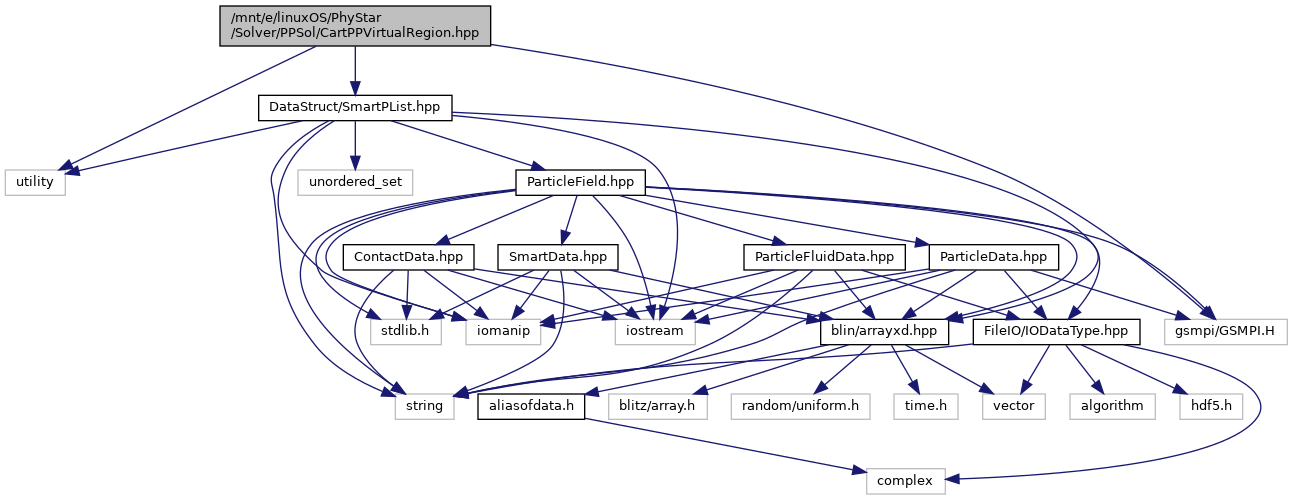 /mnt/e/linuxOS/PhyStar
/Solver/PPSol/CartPPVirtualRegion.hpp
DataStruct/SmartPList.hpp
utility
unordered_set
ParticleField.hpp
ContactData.hpp
SmartData.hpp
ParticleFluidData.hpp
ParticleData.hpp
stdlib.h
iomanip
iostream
blin/arrayxd.hpp
FileIO/IODataType.hpp
gsmpi/GSMPI.H
string
aliasofdata.h
blitz/array.h
random/uniform.h
time.h
vector
algorithm
hdf5.h
complex